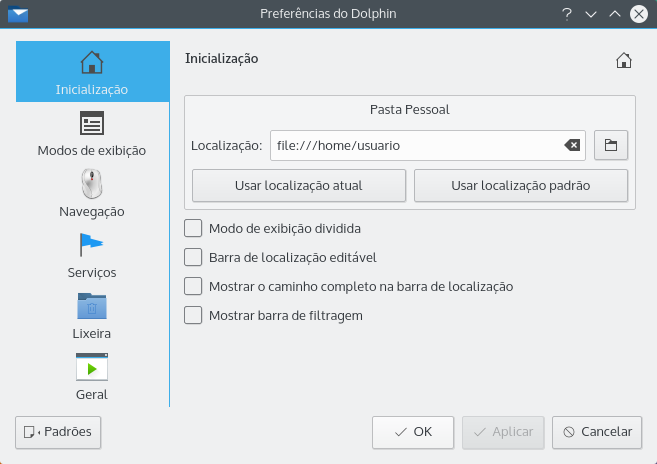 Preferências do Dolphin
Inicialização
Modos de exibição
Navegação
Serviços
Lixeira
Geral
Inicialização
Pasta Pessoal
Localização: file:///home/usuario
Usar localização atual Usar localização padrão
Modo de exibição dividida
Barra de localização editável
Mostrar o caminho completo na barra de localização
Mostrar barra de filtragem
Padrões OK Aplicar Cancelar